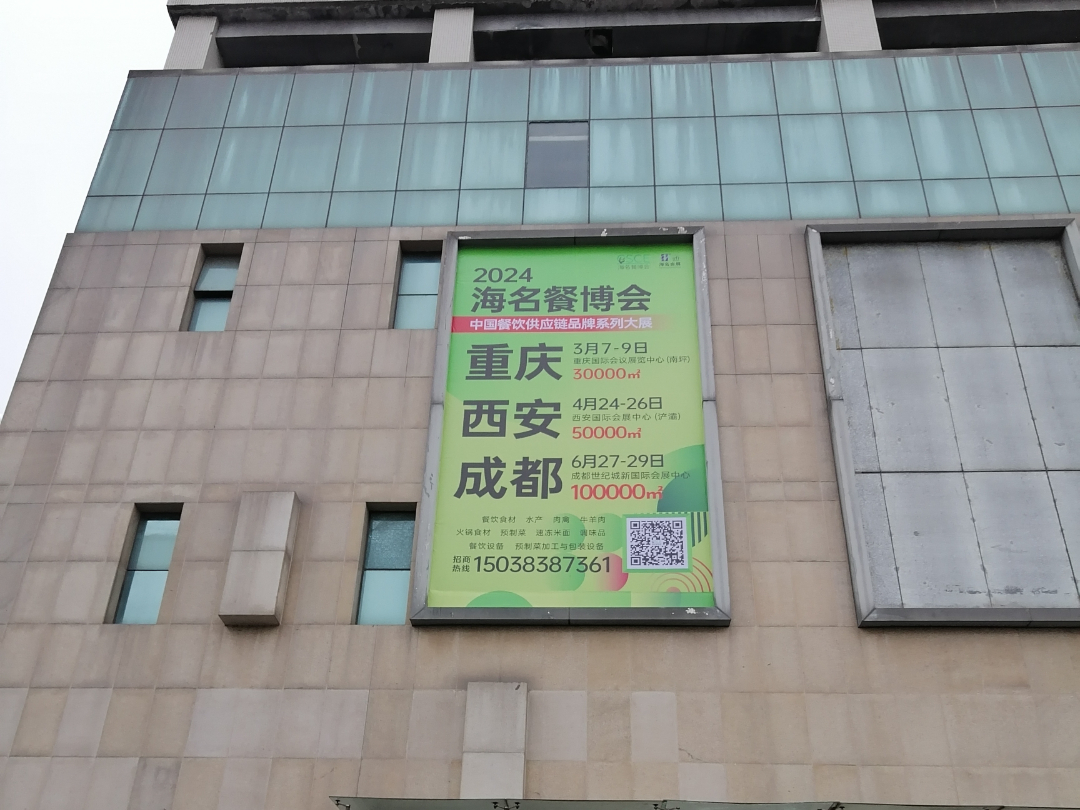 2024
海名餐博会
中国餐饮供应链品牌系列大展
重庆
3月7-9日
重庆国际会议展览中心(南坪)
30000㎡
西安
4月24-26日
西安国际会展中心(浐灞)
50000㎡
成都
6月27-29日
成都世纪城新国际会展中心
100000㎡
餐饮食材 水产 肉禽 牛羊肉
火锅食材 预制菜 速冻米面 调味品
餐饮设备 预制菜加工与包装设备
招商热线 15038387361